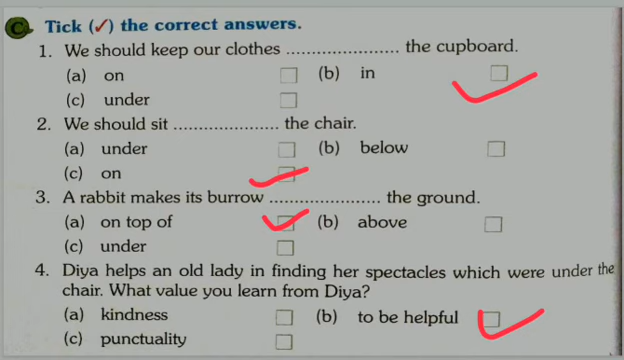 C. Tick (✓) the correct answers.
1. We should keep our clothes .................... the cupboard.
(a) on (b) in
(c) under
2. We should sit .................... the chair.
(a) under (b) below
(c) on
3. A rabbit makes its burrow .................... the ground.
(a) on top of (b) above
(c) under
4. Diya helps an old lady in finding her spectacles which were under the
chair. What value you learn from Diya?
(a) kindness (b) to be helpful
(c) punctuality